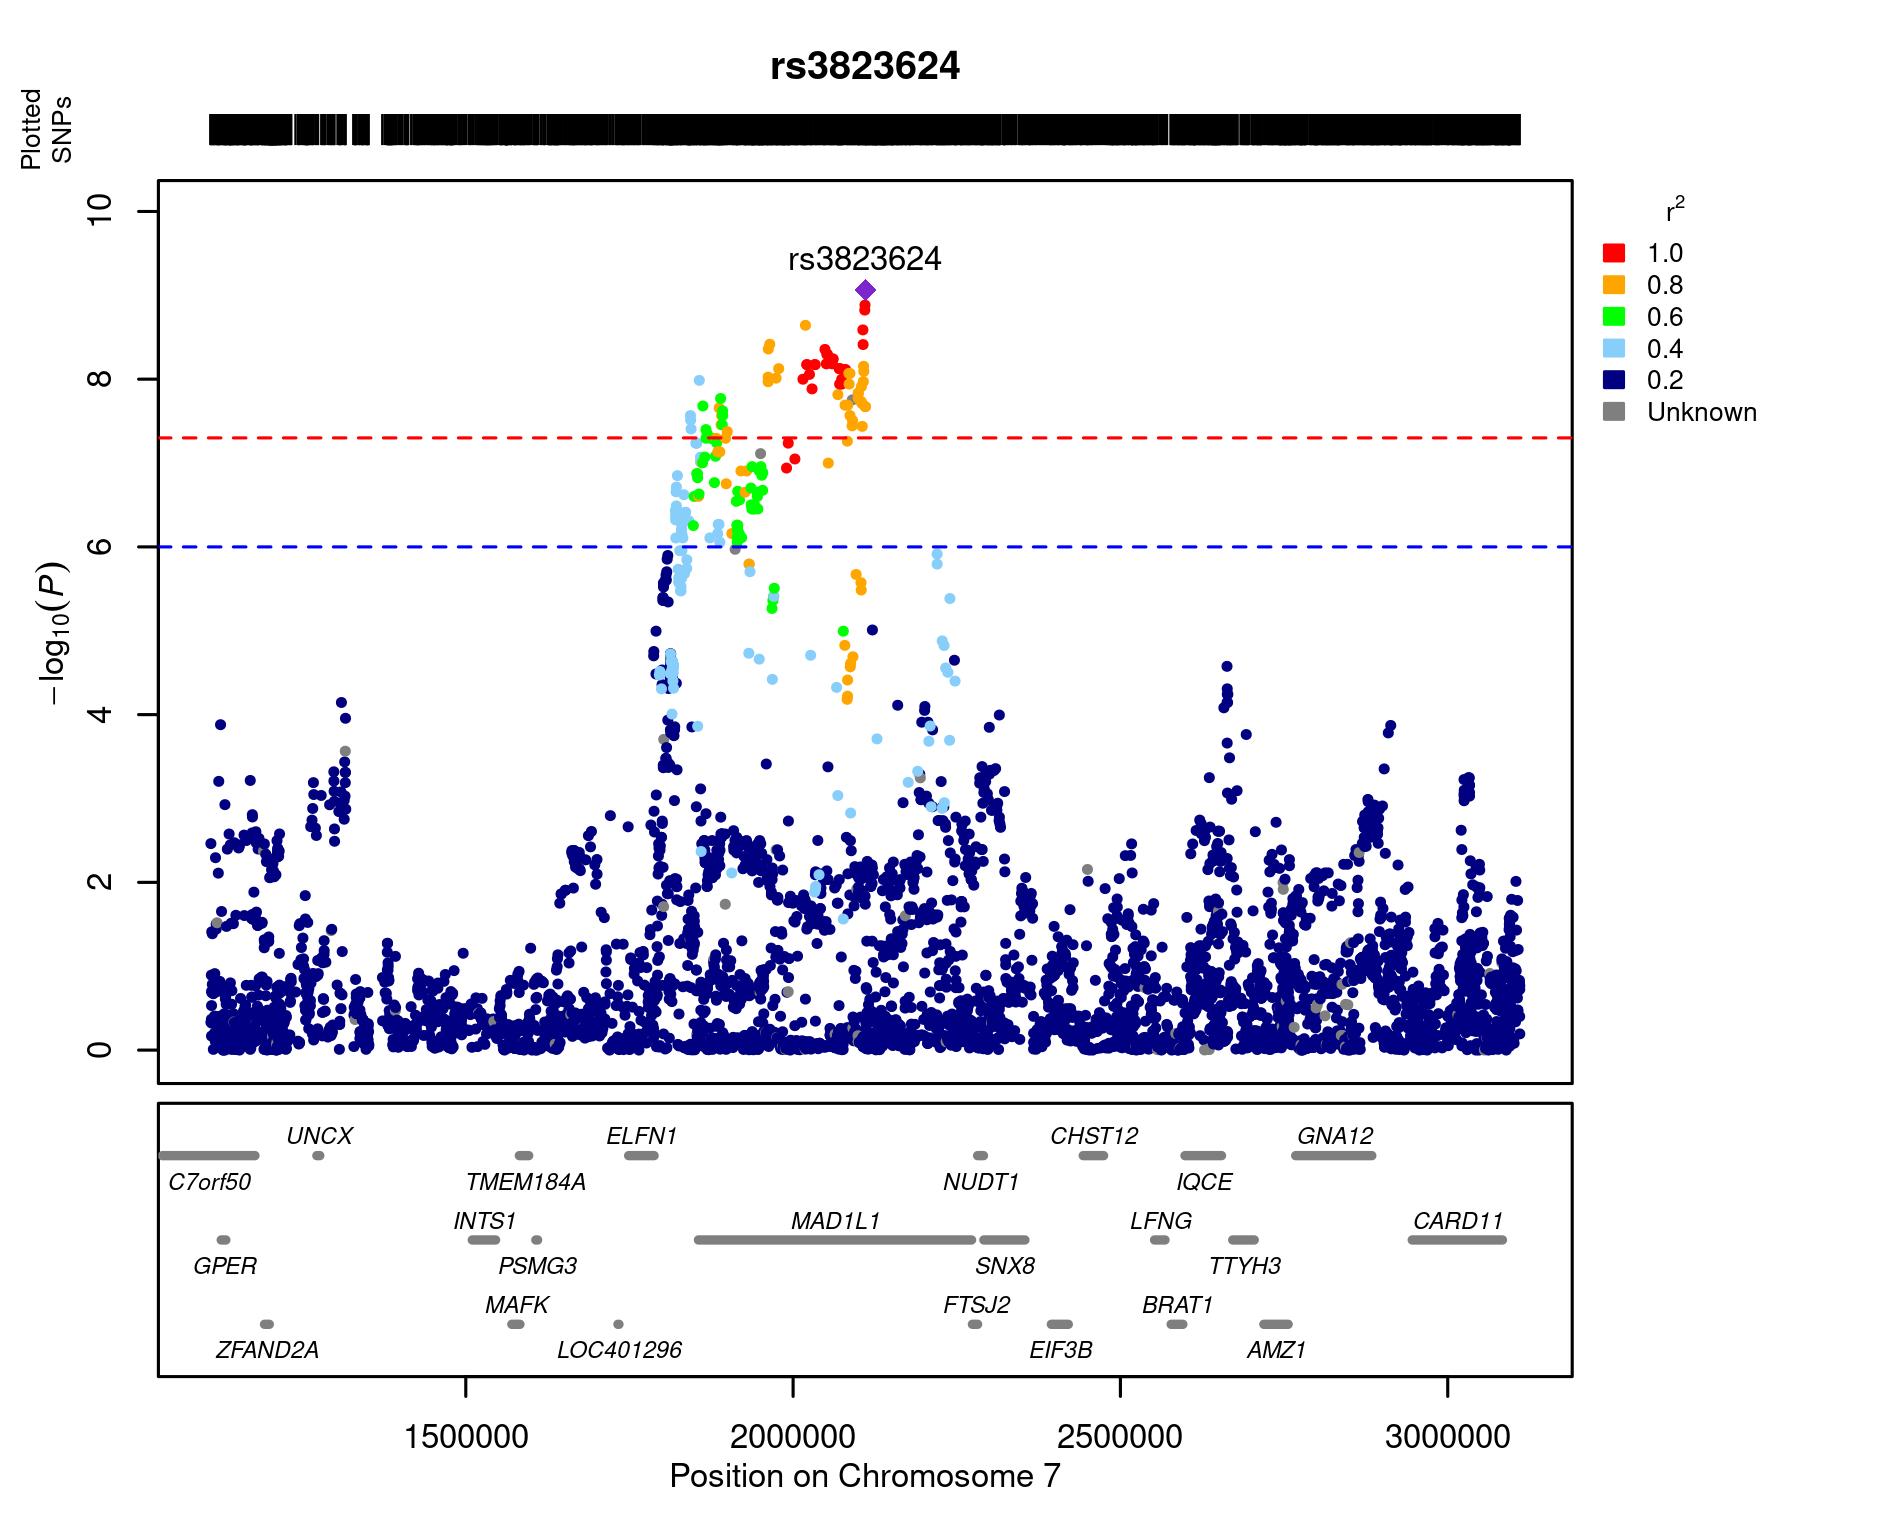 rs3823624
Plotted
SNPs
10
8
6
4
2
0
−log10(P)
rs3823624
r2
1.0
0.8
0.6
0.4
0.2
Unknown
UNCX
ELFN1
CHST12
GNA12
C7orf50
TMEM184A
NUDT1
IQCE
INTS1
MAD1L1
LFNG
CARD11
GPER
PSMG3
SNX8
TTYH3
MAFK
FTSJ2
BRAT1
ZFAND2A
LOC401296
EIF3B
AMZ1
1500000
2000000
2500000
3000000
Position on Chromosome 7